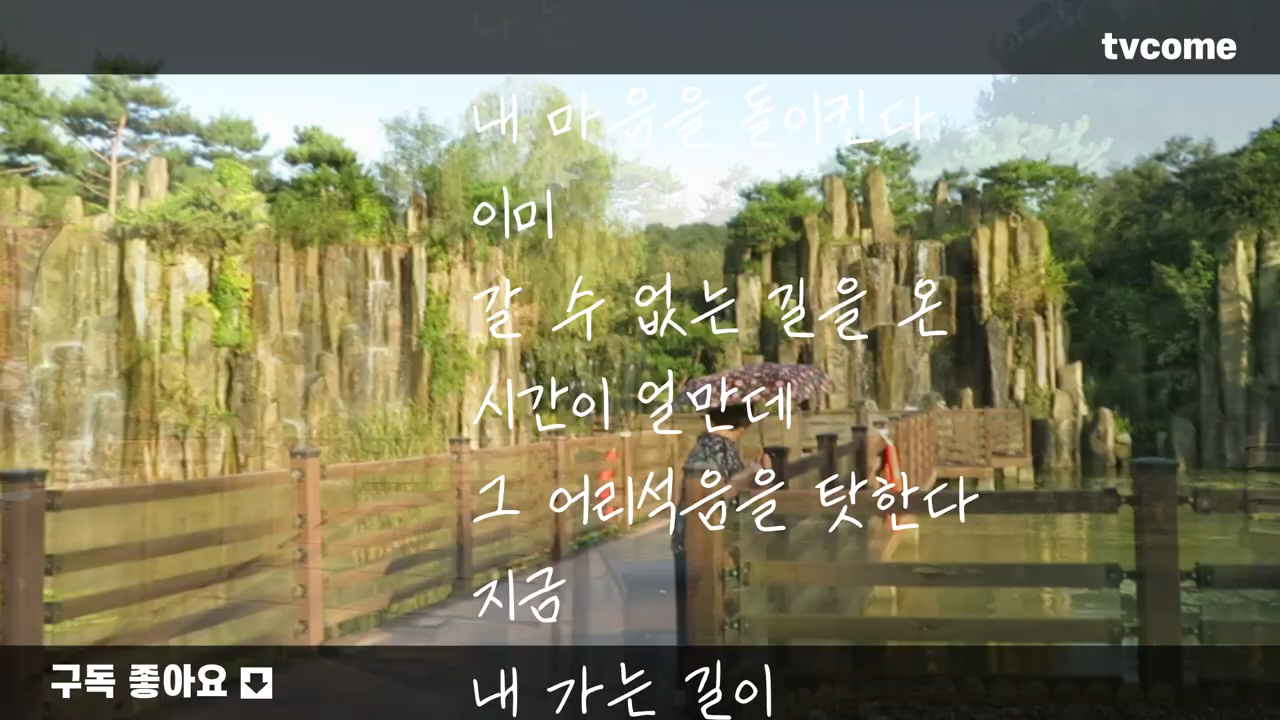 나는
tvcome
내 마음을 돌이킨다
이미
갈 수 없는 길을 온
시간이 얼만데
그 어리석음을 탓한다
지금
내 가는 길이
구독 좋아요